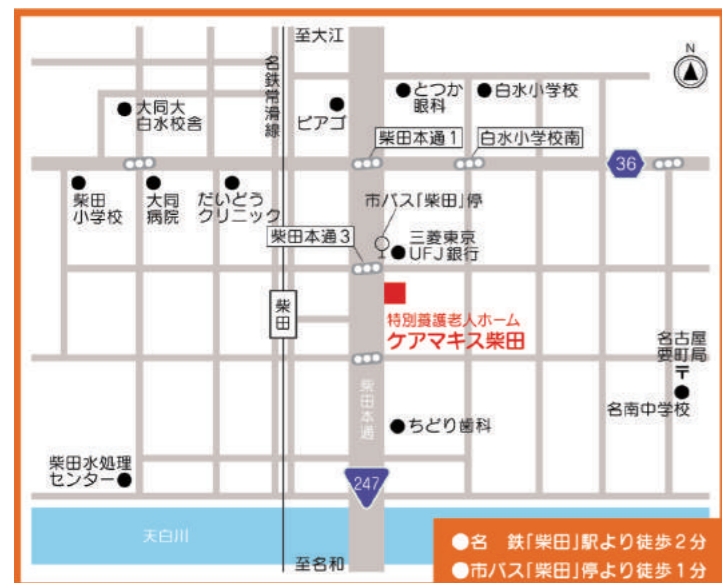 至大江
N
名鉄常滑線
大同大
白水校舎
ピアゴ
とつか
眼科
白水小学校
柴田本通1
白水小学校南
36
柴田
小学校
大同
病院
だいどう
クリニック
市バス「柴田」停
柴田本通3
三菱東京
UFJ銀行
柴田
特別養護老人ホーム
ケアマキス柴田
名古屋
要町局
〒
名南中学校
柴田本通
ちどり歯科
柴田水処理
センター
247
天白川
至名和
●名 鉄「柴田」駅より徒歩2分
●市バス「柴田」停より徒歩1分